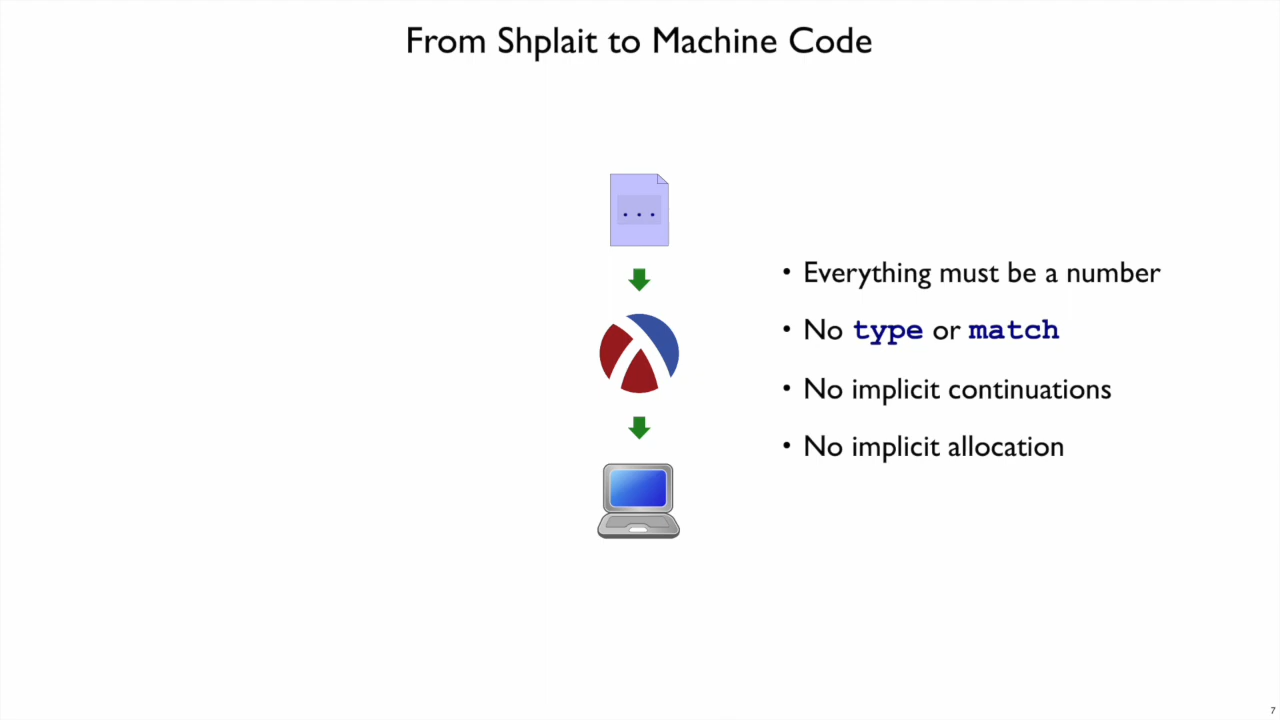 From Shplait to Machine Code
...
• Everything must be a number
• No type or match
• No implicit continuations
• No implicit allocation
7